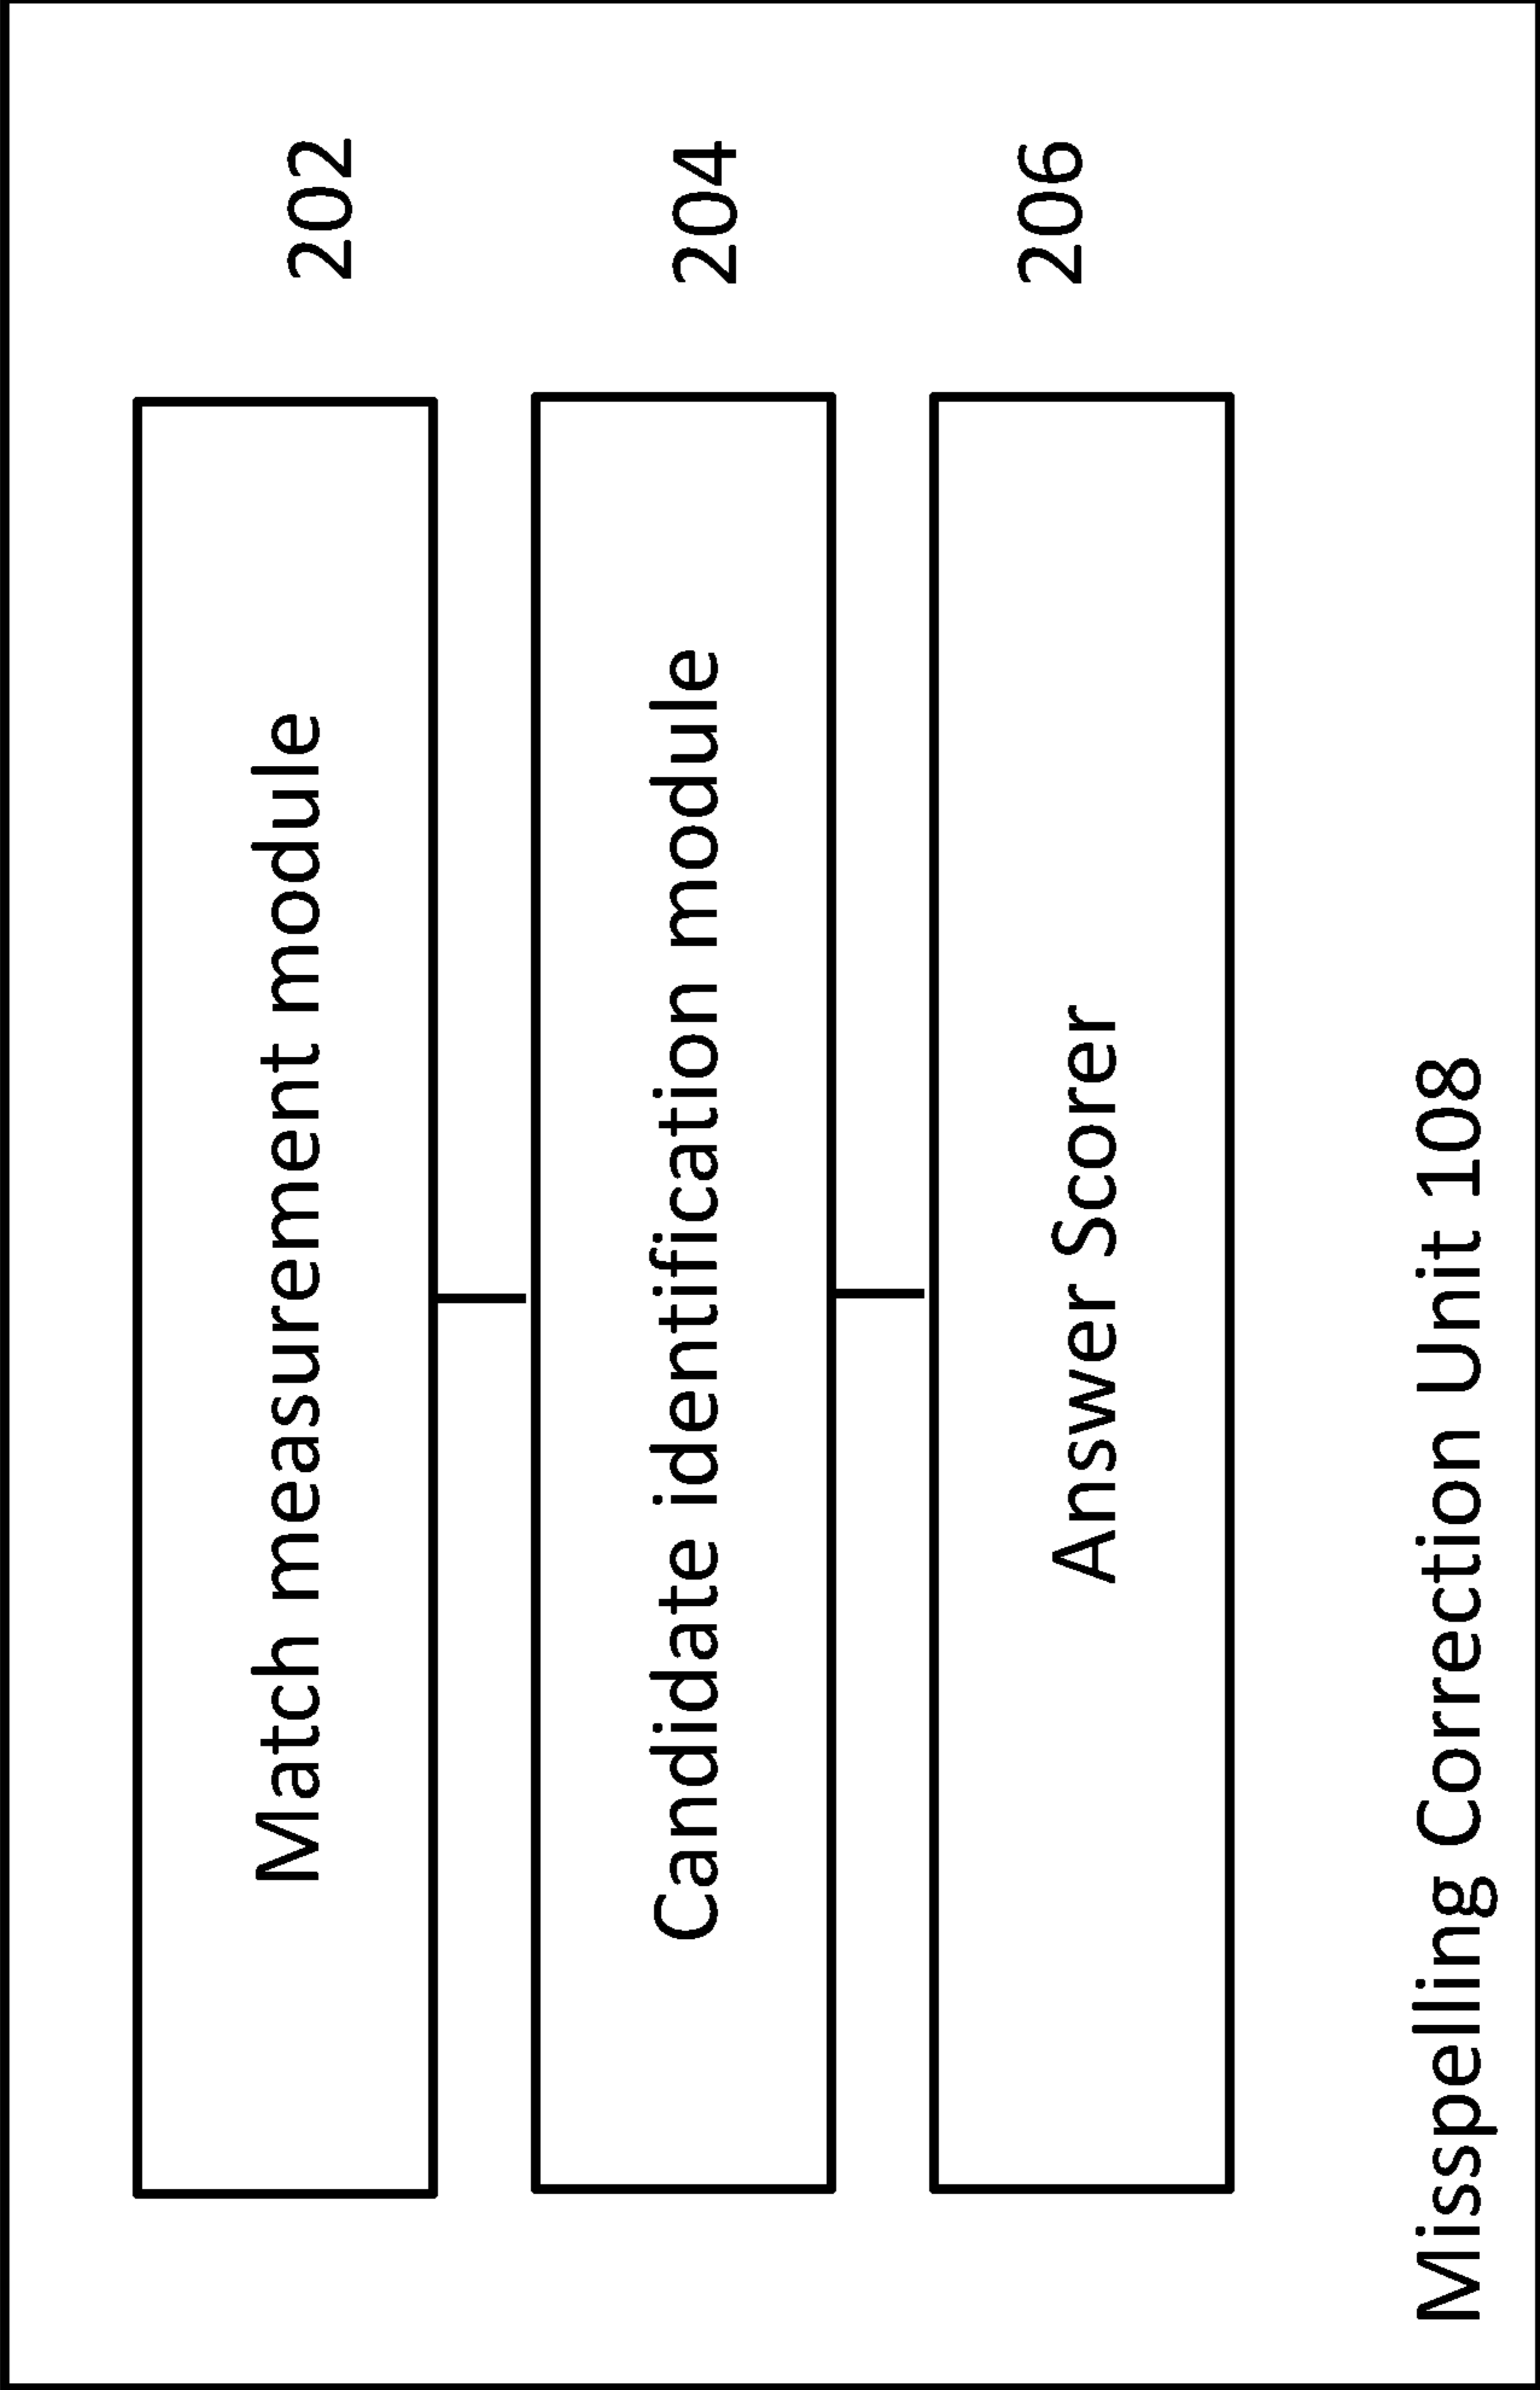 Match measurement module 202
Candidate identification module 204
Answer Scorer 206
Misspelling Correction Unit 108